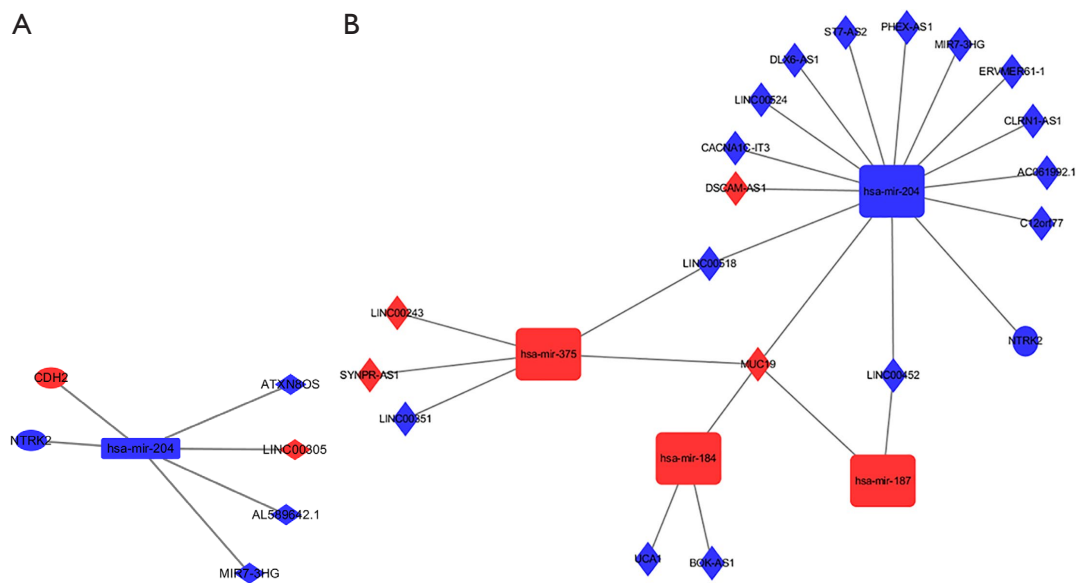 A
B
ST7-AS2
PHEX-AS1
MIR7-3HG
DLX6-AS1
ERVMER61-1
LINC00524
CLRN1-AS1
CACNA1C-IT3
AC061992.1
DSCAM-AS1
hsa-mir-204
C12orf77
LINC00518
LINC00243
NTRK2
hsa-mir-375
MUC19
SYNPR-AS1
LINC00452
LINC00351
hsa-mir-184
hsa-mir-187
UCA1
BOK-AS1
CDH2
ATXN8OS
NTRK2
hsa-mir-204
LINC00305
AL589642.1
MIR7-3HG